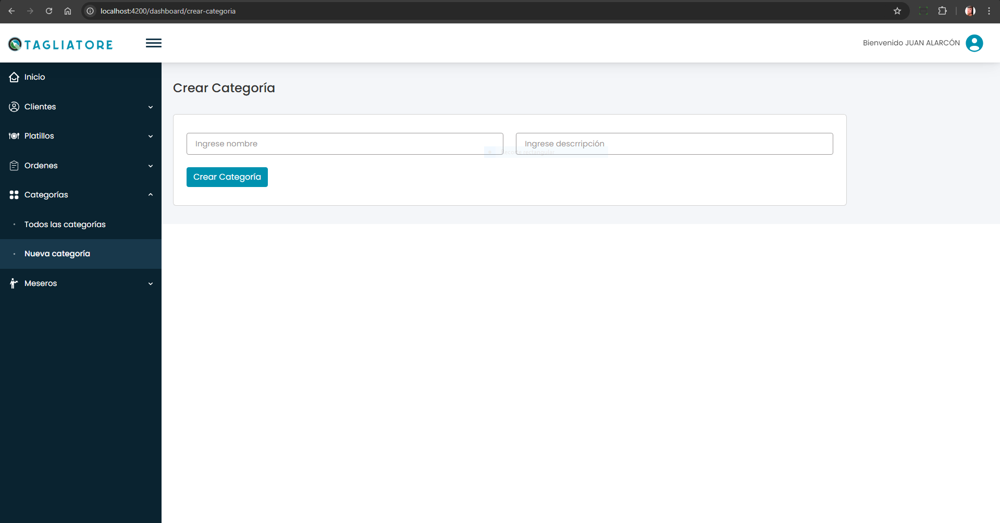 localhost:4200/dashboard/crear-categoria
TAGLIATORE
Bienvenido JUAN ALARCÓN
Inicio
Clientes
Platillos
Ordenes
Categorías
Todos las categorías
Nueva categoría
Meseros
Crear Categoría
Ingrese nombre
Ingrese descrripción
Recorte rectangular
Crear Categoría